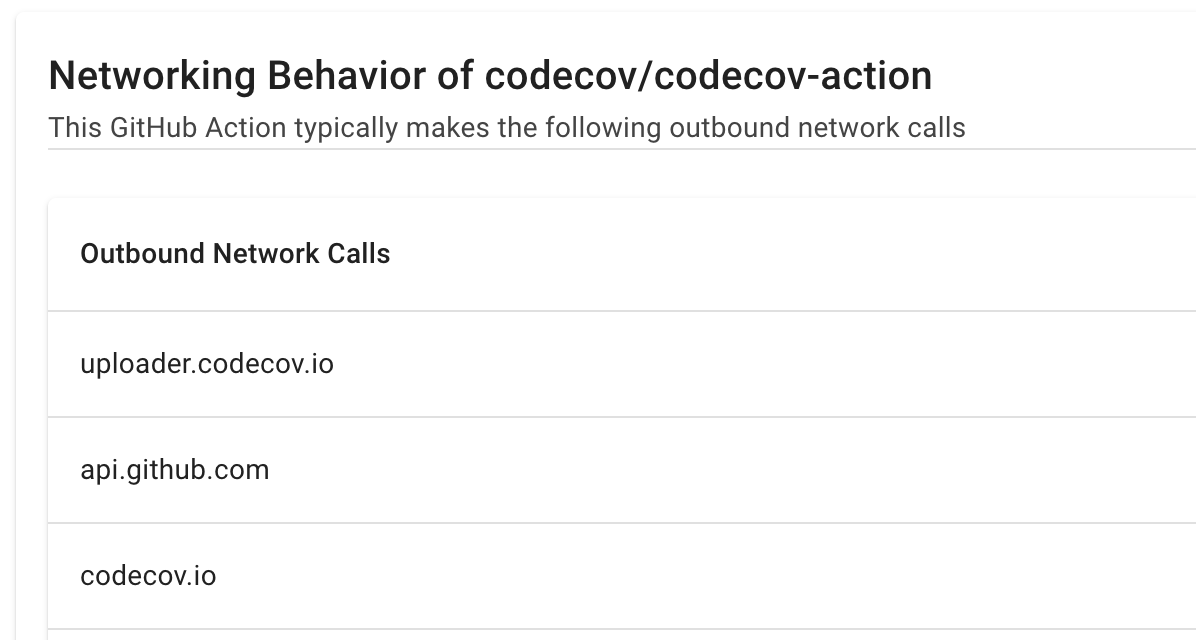 Networking Behavior of codecov/codecov-action
This GitHub Action typically makes the following outbound network calls
Outbound Network Calls
uploader.codecov.io
api.github.com
codecov.io